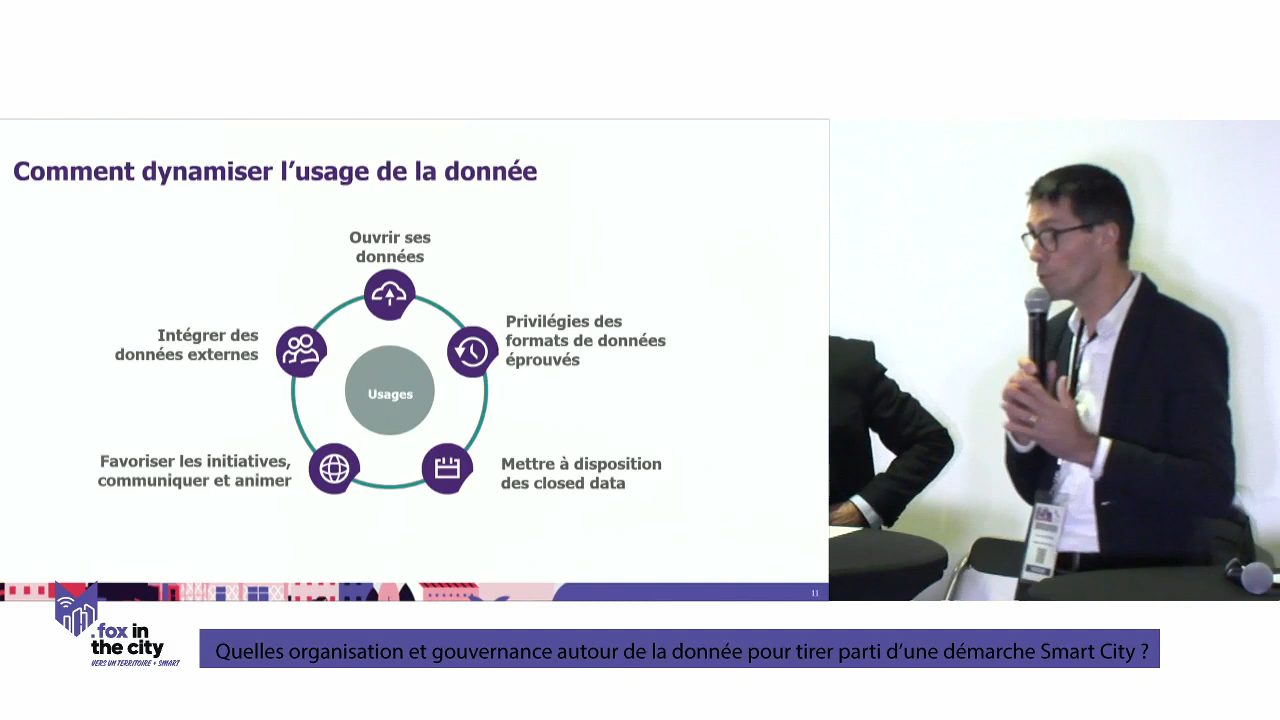 Comment dynamiser l'usage de la donnée
Ouvrir ses
données
Privilégies des
formats de données
éprouvés
Intégrer des
données externes
Usages
Favoriser les initiatives,
communiquer et animer
Mettre à disposition
des closed data
11
.fox in
the city
VERS UN TERRITOIRE + SMART
Quelles organisation et gouvernance autour de la donnée pour tirer parti d'une démarche Smart City ?